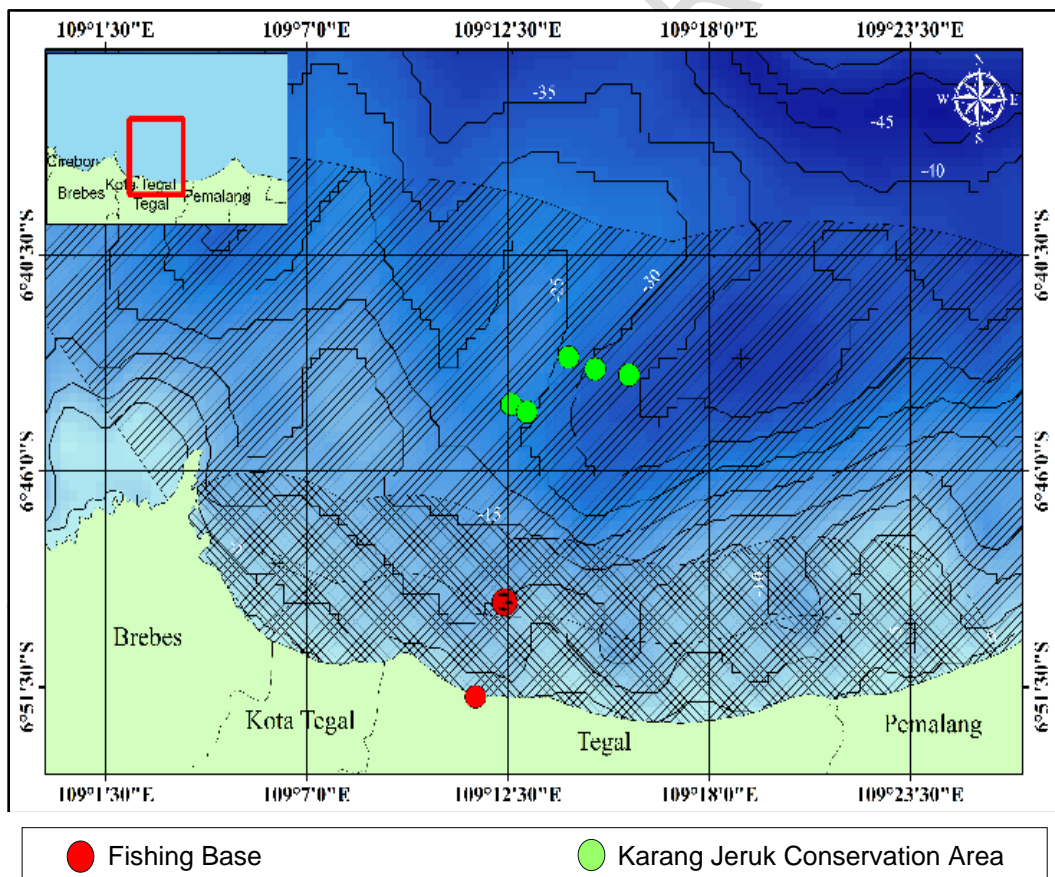 109°1'30"E 109°7'0"E 109°12'30"E 109°18'0"E 109°23'30"E
N
W E
S
Cirebon
Brebes
Kota Tegal
Tegal
Pemalang
-35
-45
-40
6°40'30"S 6°40'30"S
-25
-30
6°46'0"S 6°46'0"S
-15
-10
Brebes
6°51'30"S 6°51'30"S
Kota Tegal
Tegal
Pemalang
109°1'30"E 109°7'0"E 109°12'30"E 109°18'0"E 109°23'30"E
Fishing Base
Karang Jeruk Conservation Area